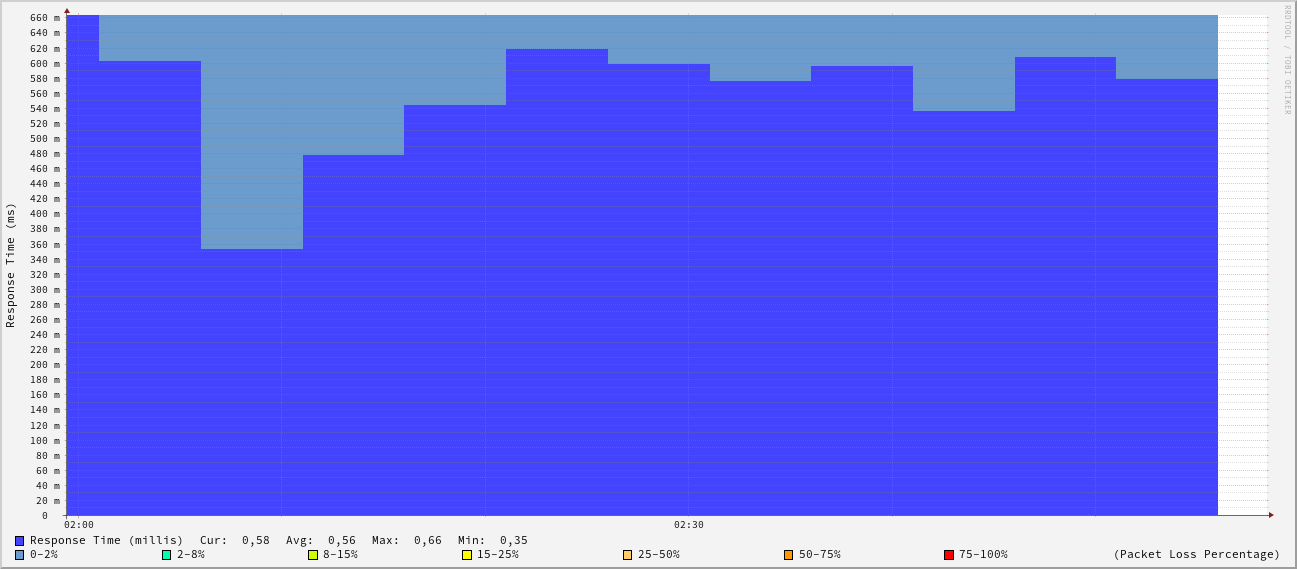 RRDTOOL / TOBI OETIKER
Response Time (ms)
660 m
640 m
620 m
600 m
580 m
560 m
540 m
520 m
500 m
480 m
460 m
440 m
420 m
400 m
380 m
360 m
340 m
320 m
300 m
280 m
260 m
240 m
220 m
200 m
180 m
160 m
140 m
120 m
100 m
80 m
60 m
40 m
20 m
0
02:00 02:30
Response Time (millis) Cur: 0,58 Avg: 0,56 Max: 0,66 Min: 0,35
0-2% 2-8% 8-15% 15-25% 25-50% 50-75% 75-100% (Packet Loss Percentage)